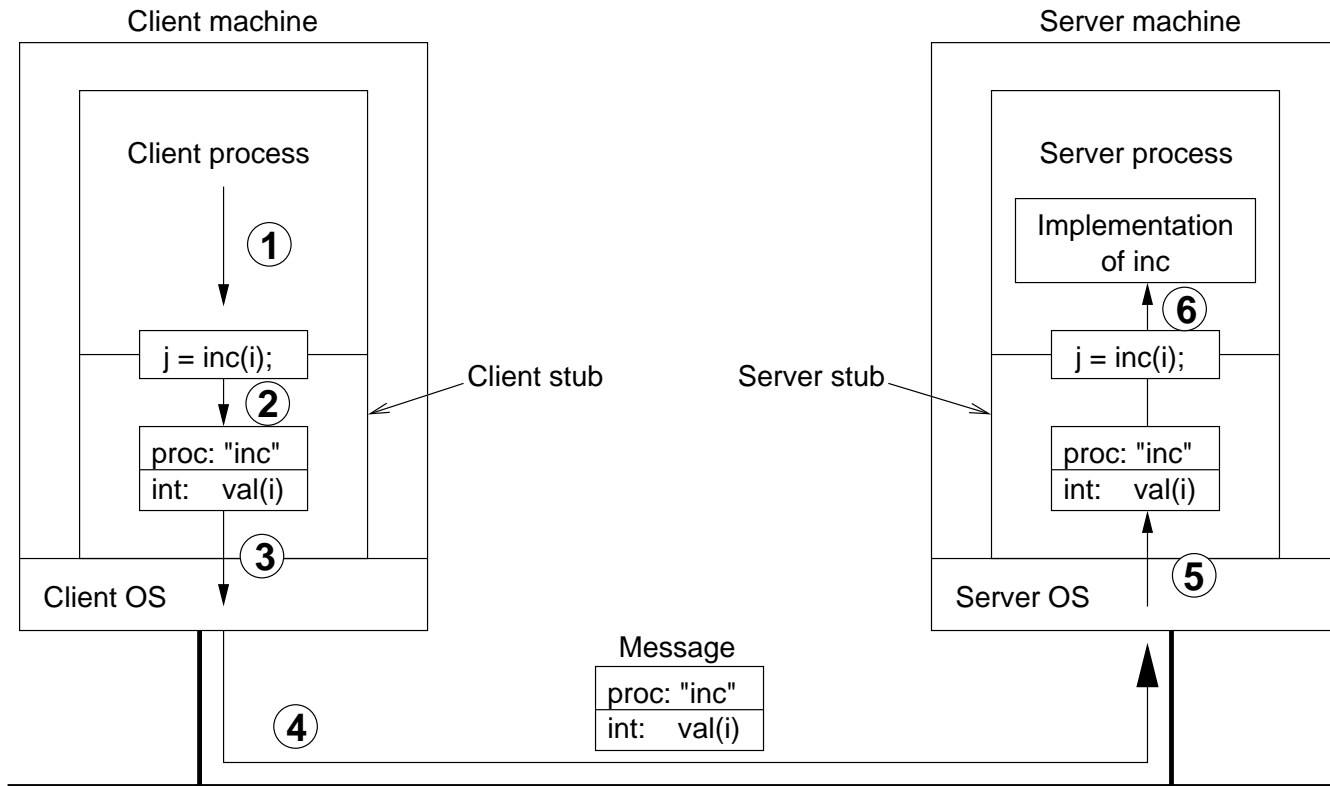 Client machine
Server machine
Client process
Server process
Implementation
of inc
1
6
j = inc(i);
j = inc(i);
Client stub
Server stub
2
proc: "inc"
int: val(i)
proc: "inc"
int: val(i)
3
5
Client OS
Server OS
Message
proc: "inc"
int: val(i)
4